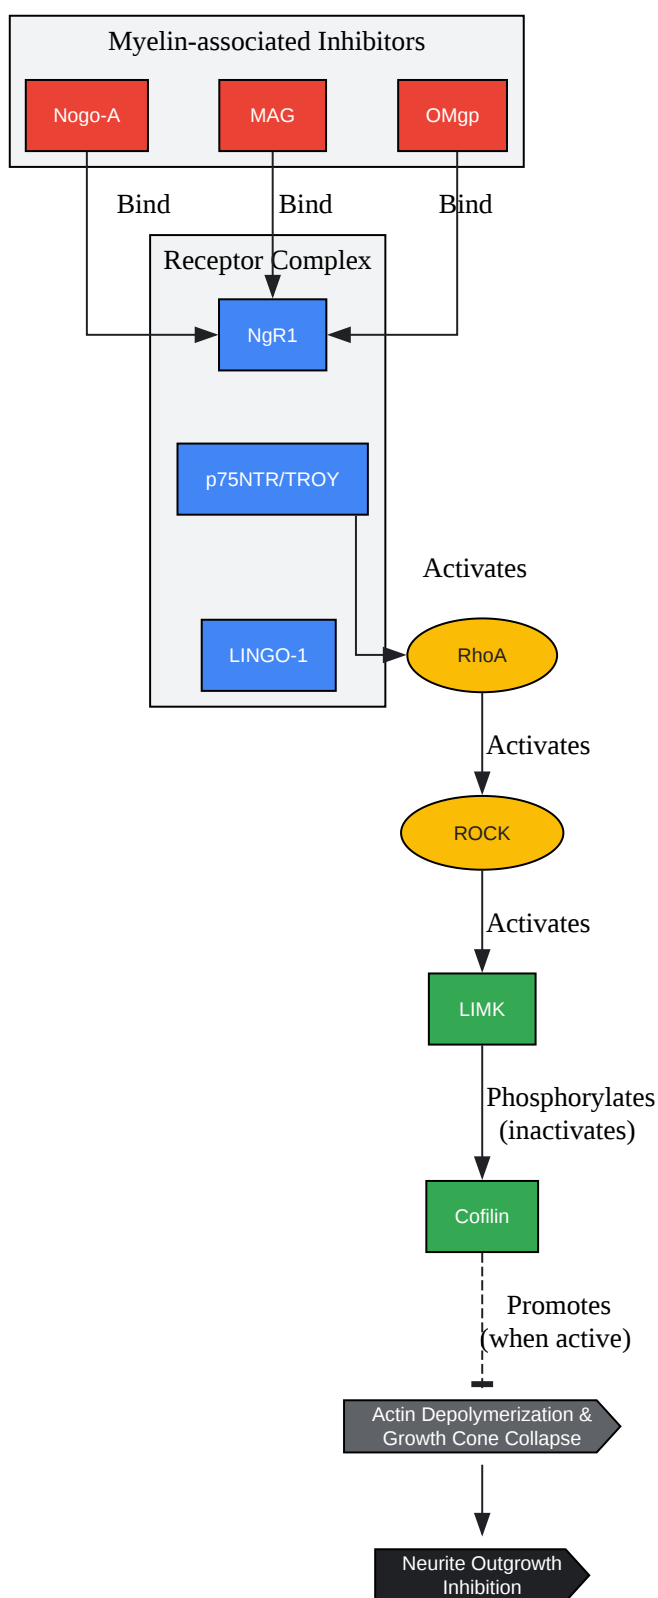 Myelin-associated Inhibitors
Nogo-A
MAG
OMgp
Bind
Bind
Bind
Receptor Complex
NgR1
p75NTR/TROY
Activates
LINGO-1
RhoA
Activates
ROCK
Activates
LIMK
Phosphorylates
(inactivates)
Cofilin
Promotes
(when active)
Actin Depolymerization &
Growth Cone Collapse
Neurite Outgrowth
Inhibition